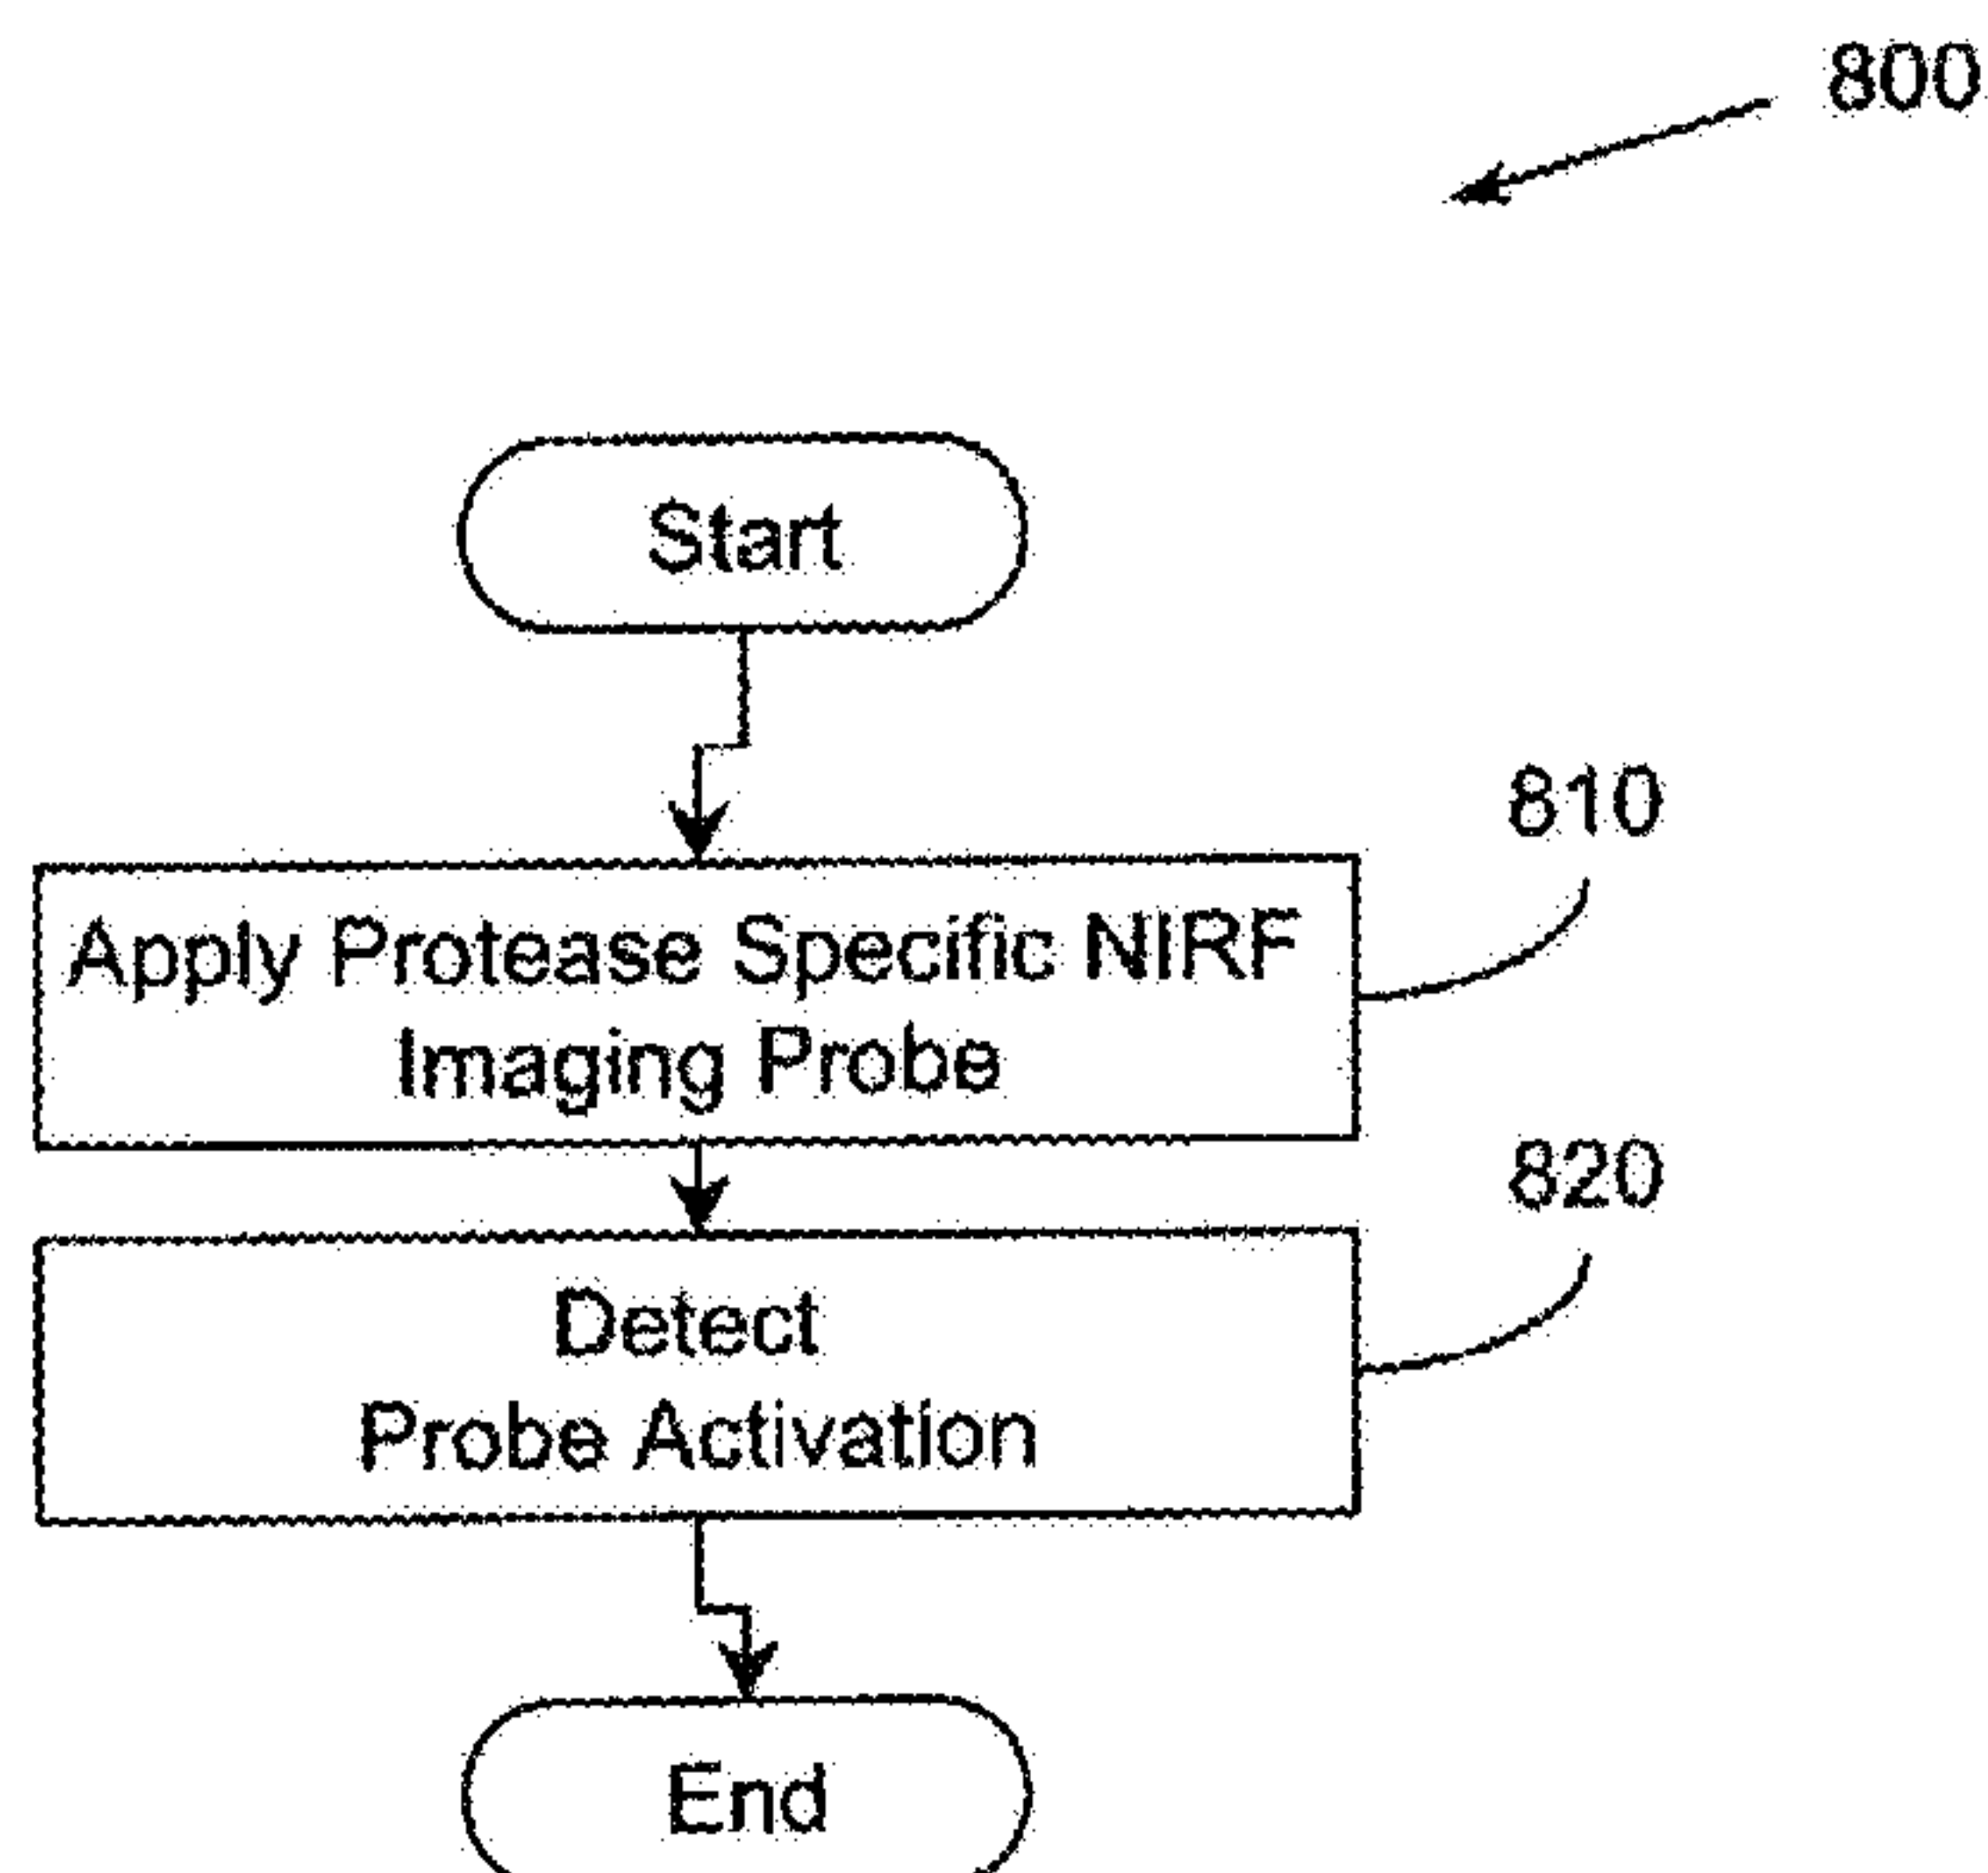 800
Start
810
Apply Protease Specific NIRF
Imaging Probe
820
Detect
Probe Activation
End